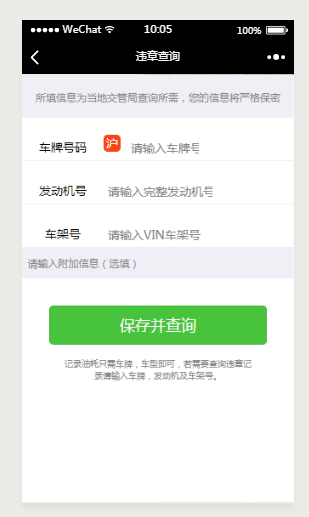 WeChat 10:05 100%
违章查询
所填信息为当地交管局查询所需，您的信息将严格保密
车牌号码 沪 请输入车牌号
发动机号 请输入完整发动机号
车架号 请输入VIN车架号
请输入附加信息（选填）
保存并查询
记录油耗只需车牌，车型即可，若需要查询违章记
录请输入车牌，发动机及车架号。